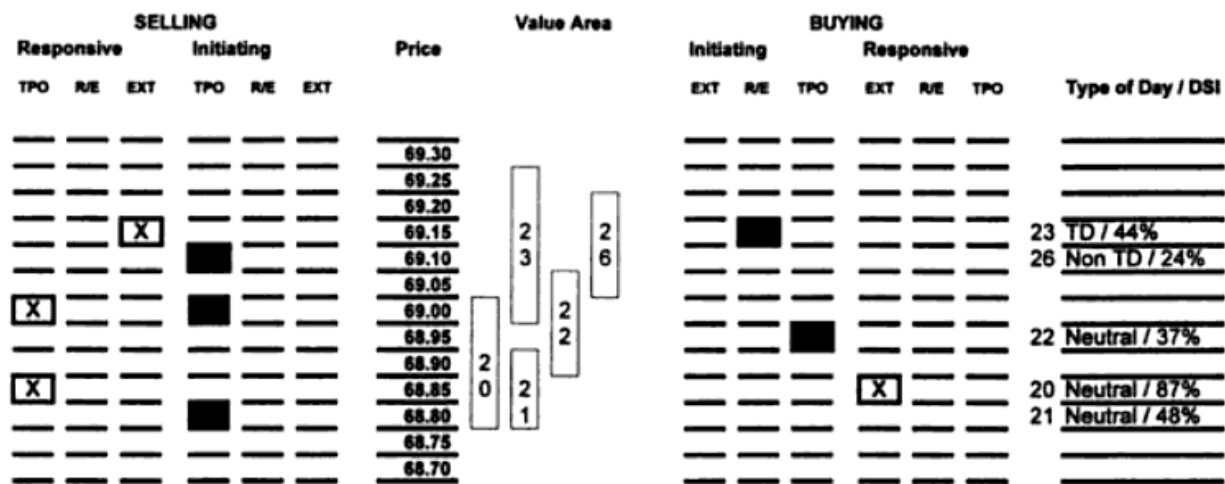 SELLING Value Area BUYING
Responsive Initiating Price Initiating Responsive
TPO R/E EXT TPO R/E EXT EXT R/E TPO EXT R/E TPO Type of Day / DSI
69.30
69.25
69.20
X 69.15 2 2 23 TD / 44%
69.10 3 6 26 Non TD / 24%
69.05
X 69.00 2
68.95 2 22 Neutral / 37%
68.90 2
X 68.85 0 2 X 20 Neutral / 87%
68.80 1 21 Neutral / 48%
68.75
68.70